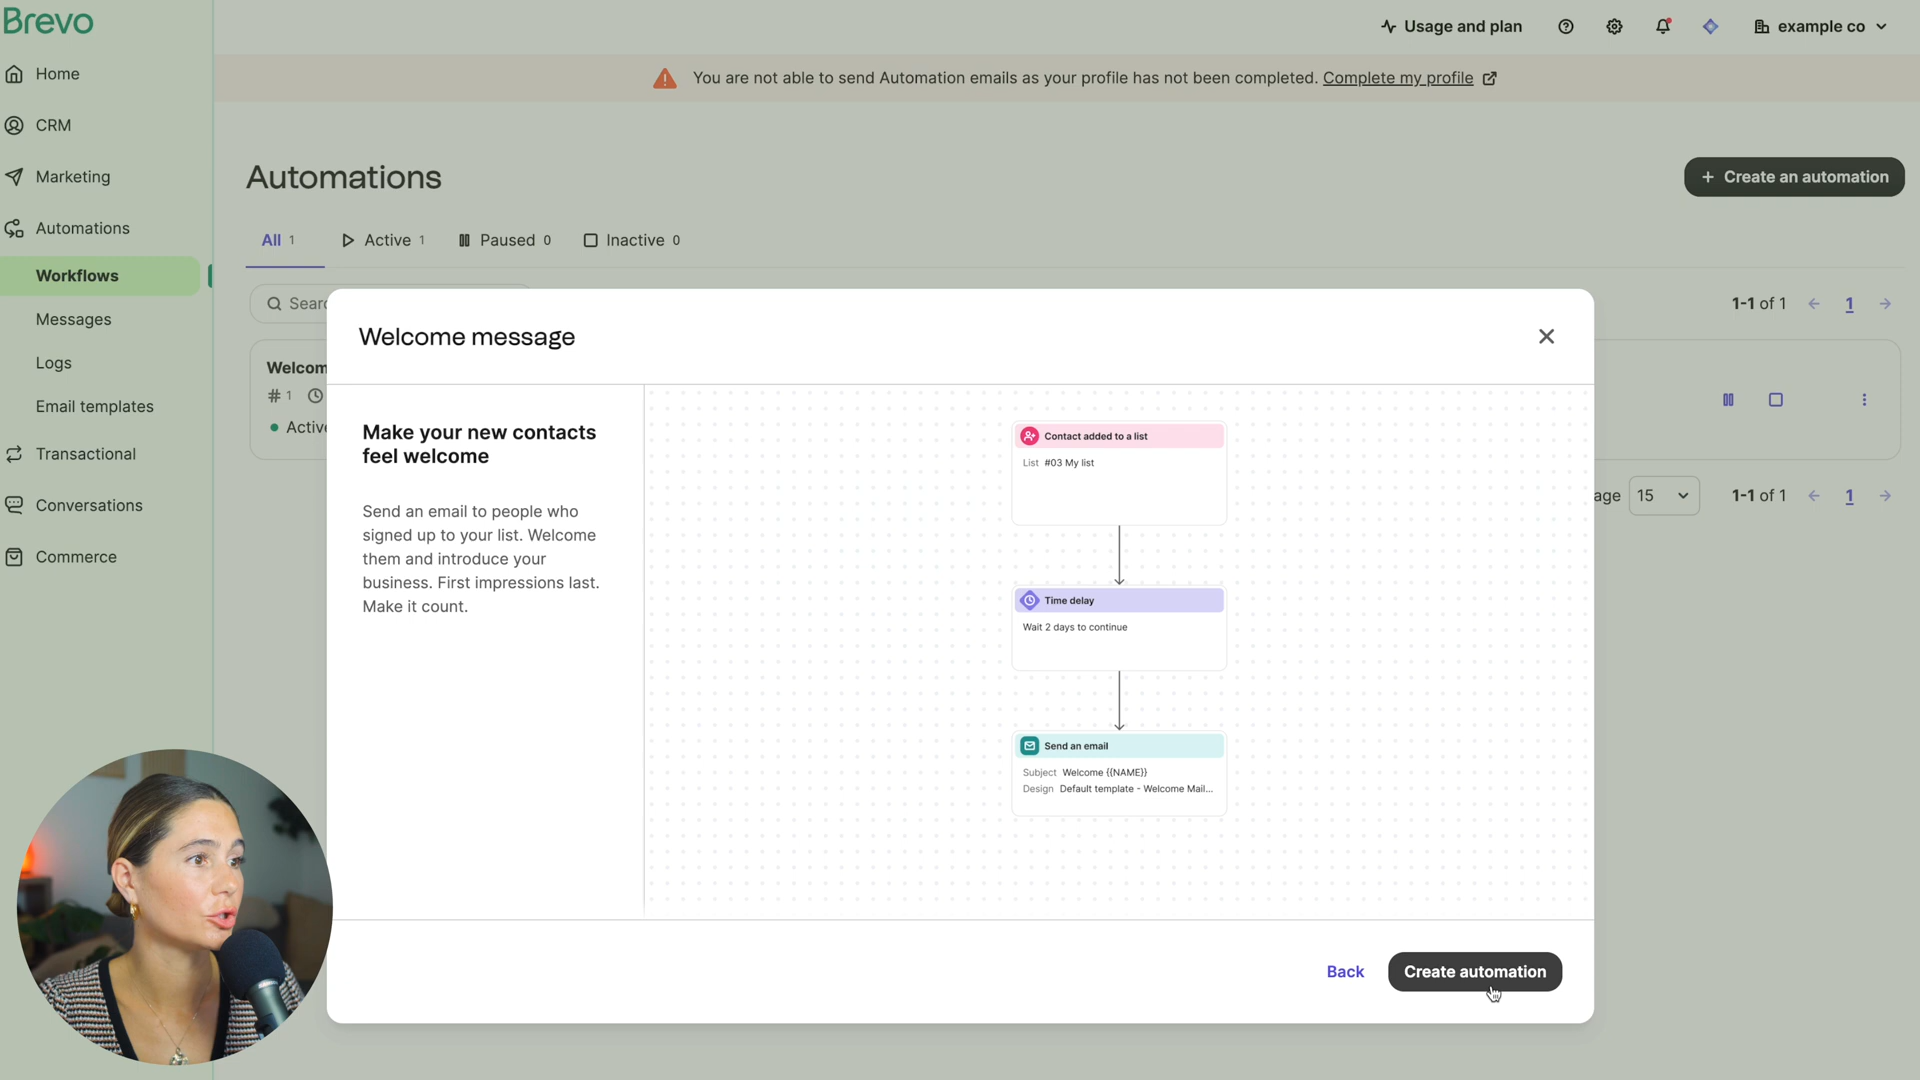 Brevo
Usage and plan
example co
Home
You are not able to send Automation emails as your profile has not been completed. Complete my profile
CRM
Marketing
Automations
Workflows
Messages
Logs
Email templates
Transactional
Conversations
Commerce
Automations
+ Create an automation
All 1
Active 1
Paused 0
Inactive 0
Sear
1-1 of 1
1
Welcom
# 1
Active
age 15
1-1 of 1
1
Welcome message
Make your new contacts
feel welcome
Send an email to people who
signed up to your list. Welcome
them and introduce your
business. First impressions last.
Make it count.
Contact added to a list
List #03 My list
Time delay
Wait 2 days to continue
Send an email
Subject Welcome {{NAME}}
Design Default template - Welcome Mail...
Back
Create automation